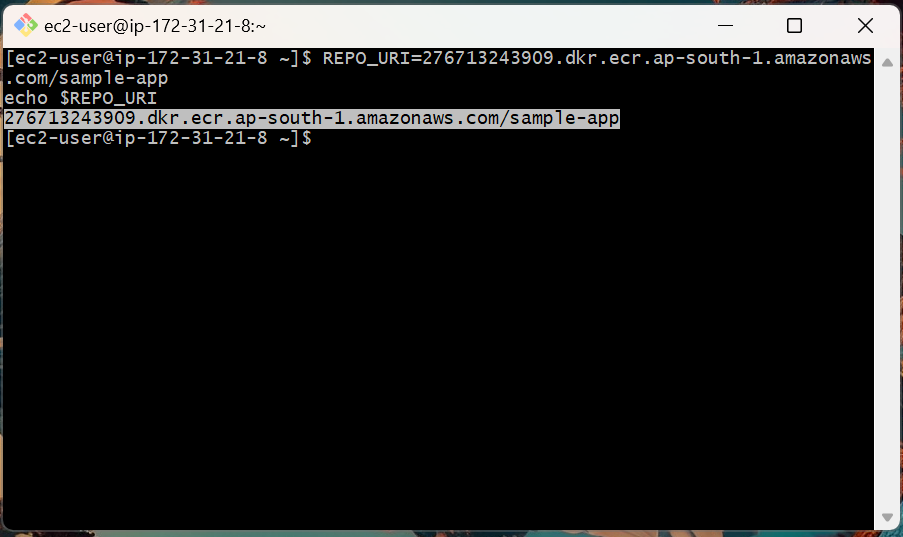 ec2-user@ip-172-31-21-8:~
[ec2-user@ip-172-31-21-8 ~]$ REPO_URI=276713243909.dkr.ecr.ap-south-1.amazonaws
.com/sample-app
echo $REPO_URI
276713243909.dkr.ecr.ap-south-1.amazonaws.com/sample-app
[ec2-user@ip-172-31-21-8 ~]$